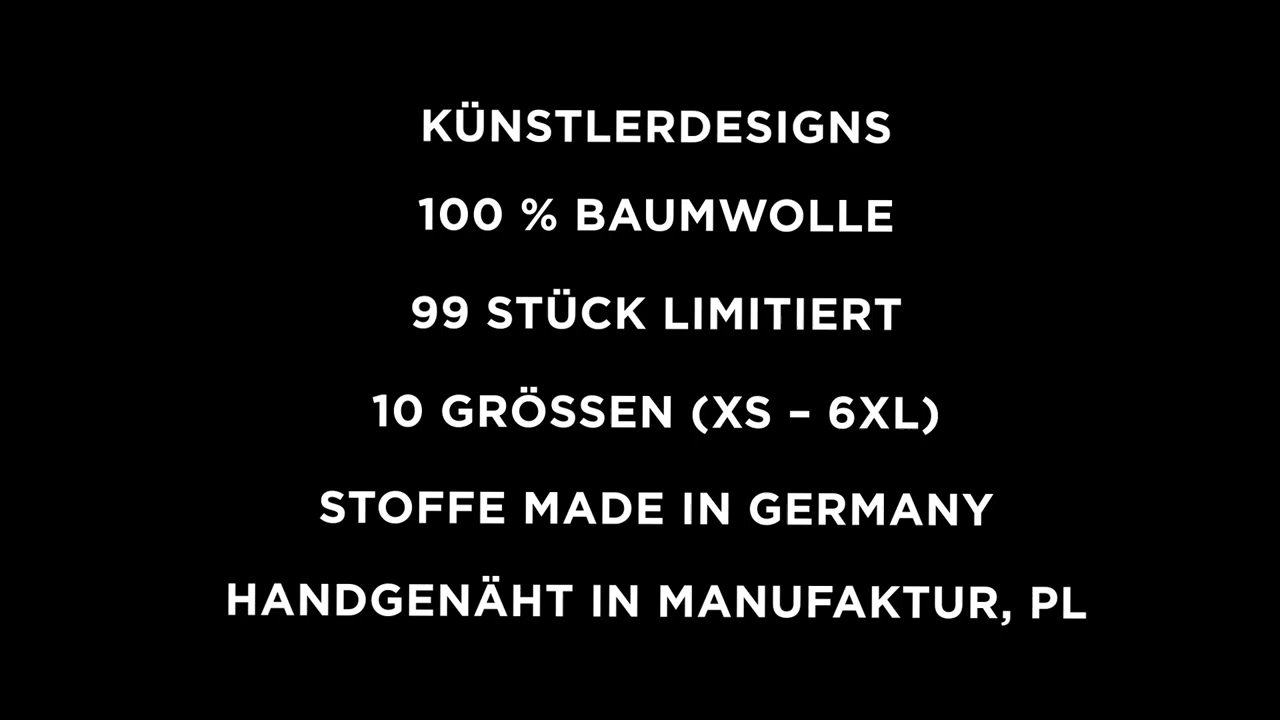 KÜNSTLERDESIGNS
100 % BAUMWOLLE
99 STÜCK LIMITIERT
10 GRÖSSEN (XS – 6XL)
STOFFE MADE IN GERMANY
HANDGENÄHT IN MANUFAKTUR, PL